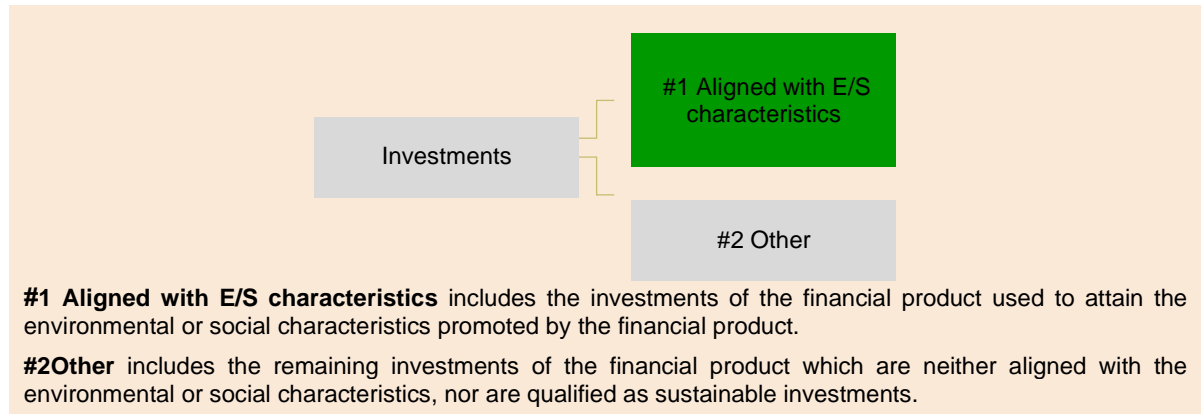 #1 Aligned with E/S
characteristics
Investments
#2 Other
#1 Aligned with E/S characteristics includes the investments of the financial product used to attain the
environmental or social characteristics promoted by the financial product.
#2Other includes the remaining investments of the financial product which are neither aligned with the
environmental or social characteristics, nor are qualified as sustainable investments.